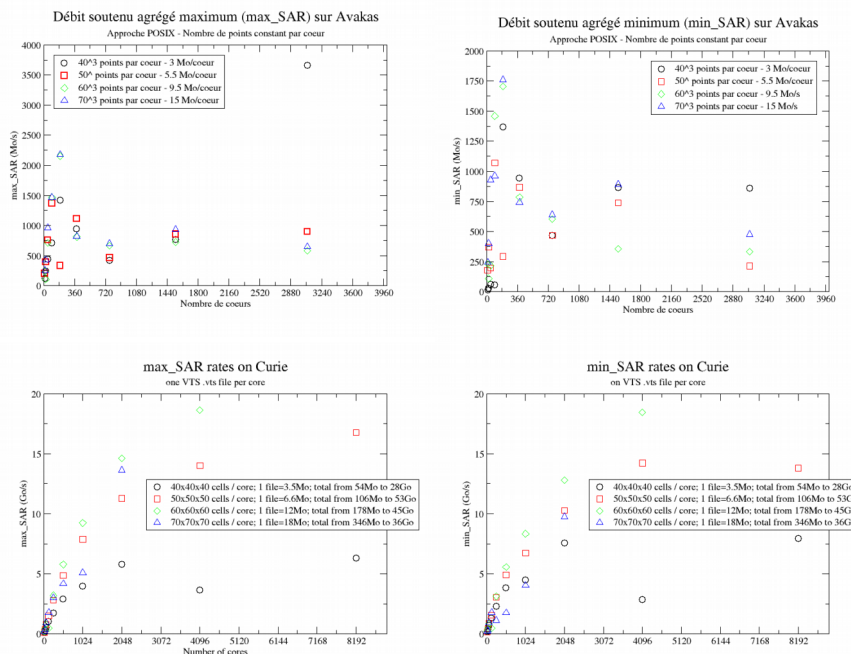 Débit soutenu agrégé maximum (max_SAR) sur Avakas
Approche POSIX - Nombre de points constant par coeur
4000
3500
3000
2500
2000
1500
1000
500
0
max_SAR (Mo/s)
40^3 points par coeur - 3 Mo/coeur
50^ points par coeur - 5.5 Mo/coeur
60^3 points par coeur - 9.5 Mo/coeur
70^3 points par coeur - 15 Mo/coeur
0 360 720 1080 1440 1800 2160 2520 2880 3240 3600 3960
Nombre de coeurs
Débit soutenu agrégé minimum (min_SAR) sur Avakas
Approche POSIX - Nombre de points constant par coeur
2000
1750
1500
1250
1000
750
500
250
0
min_SAR (Mo/s)
40^3 points par coeur - 3 Mo/coeur
50^ points par coeur - 5.5 Mo/coeur
60^3 points par coeur - 9.5 Mo/s
70^3 points par coeur - 15 Mo/s
0 360 720 1080 1440 1800 2160 2520 2880 3240 3600 3960
Nombre de coeurs
max_SAR rates on Curie
one VTS .vts file per core
20
15
10
5
0
max_SAR (Go/s)
40x40x40 cells / core; 1 file=3.5Mo; total from 54Mo to 28Go
50x50x50 cells / core; 1 file=6.6Mo; total from 106Mo to 53Go
60x60x60 cells / core; 1 file=12Mo; total from 178Mo to 45Go
70x70x70 cells / core; 1 file=18Mo; total from 346Mo to 36Go
0 1024 2048 3072 4096 5120 6144 7168 8192
Number of cores
min_SAR rates on Curie
on VTS .vts file per core
20
15
10
5
0
min_SAR (Go/s)
40x40x40 cells / core; 1 file=3.5Mo; total from 54Mo to 28Go
50x50x50 cells / core; 1 file=6.6Mo; total from 106Mo to 53G
60x60x60 cells / core; 1 file=12Mo; total from 178Mo to 45Go
70x70x70 cells / core; 1 file=18Mo; total from 346Mo to 36G
0 1024 2048 3072 4096 5120 6144 7168 8192